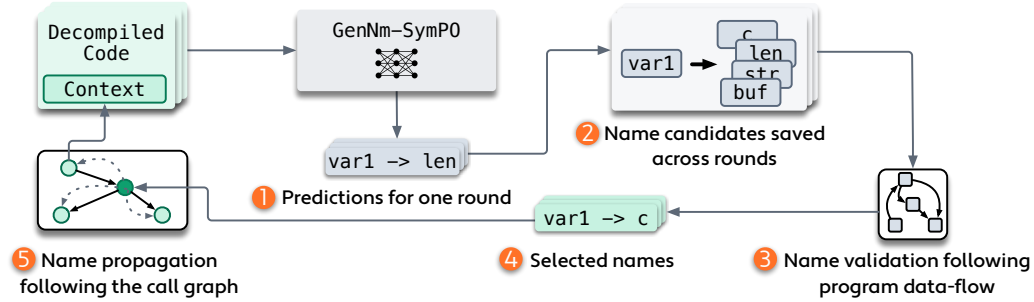 Decompiled
Code
Context
GenNm-SymPO
var1
c
len
str
buf
var1 -> len
1 Predictions for one round
2 Name candidates saved
across rounds
var1 -> c
5 Name propagation
following the call graph
4 Selected names
3 Name validation following
program data-flow